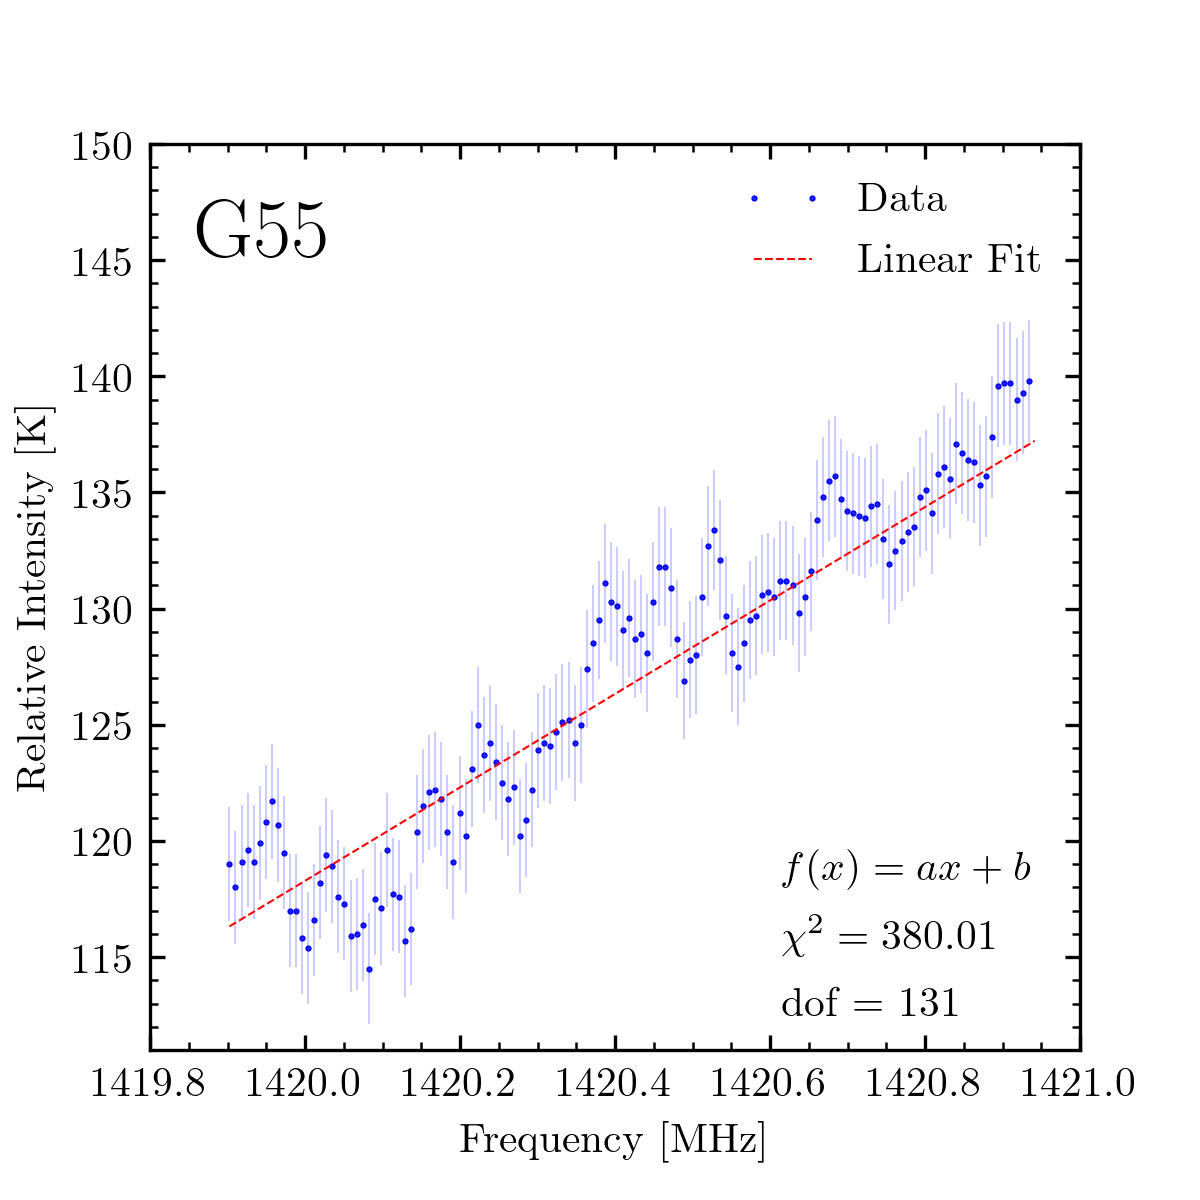 G55
Data
Linear Fit
150
145
140
135
130
125
120
115
Relative Intensity [K]
f(x) = ax + b
χ² = 380.01
dof = 131
1419.8 1420.0 1420.2 1420.4 1420.6 1420.8 1421.0
Frequency [MHz]